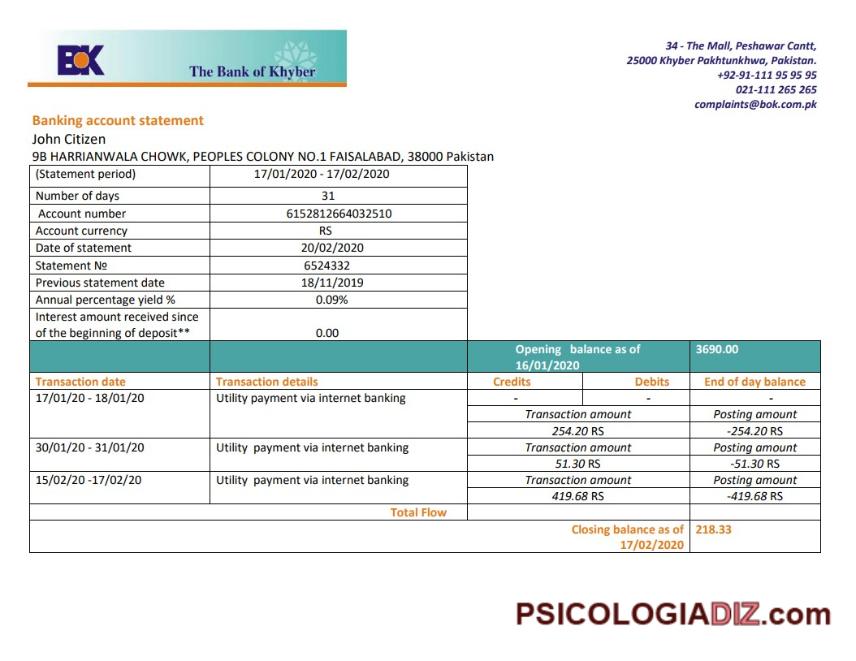 BOK
The Bank of Khyber
34 - The Mall, Peshawar Cantt,
25000 Khyber Pakhtunkhwa, Pakistan.
+92-91-111 95 95 95
021-111 265 265
complaints@bok.com.pk
Banking account statement
John Citizen
9B HARRIANWALA CHOWK, PEOPLES COLONY NO.1 FAISALABAD, 38000 Pakistan
(Statement period) 17/01/2020 - 17/02/2020
Number of days 31
Account number 6152812664032510
Account currency RS
Date of statement 20/02/2020
Statement № 6524332
Previous statement date 18/11/2019
Annual percentage yield % 0.09%
Interest amount received since
of the beginning of deposit** 0.00
Opening balance as of 3690.00
16/01/2020
Transaction date Transaction details Credits Debits End of day balance
17/01/20 - 18/01/20 Utility payment via internet banking - - -
Transaction amount Posting amount
254.20 RS -254.20 RS
30/01/20 - 31/01/20 Utility payment via internet banking Transaction amount Posting amount
51.30 RS -51.30 RS
15/02/20 -17/02/20 Utility payment via internet banking Transaction amount Posting amount
419.68 RS -419.68 RS
Total Flow
Closing balance as of 218.33
17/02/2020
PSICOLOGIADIZ.com